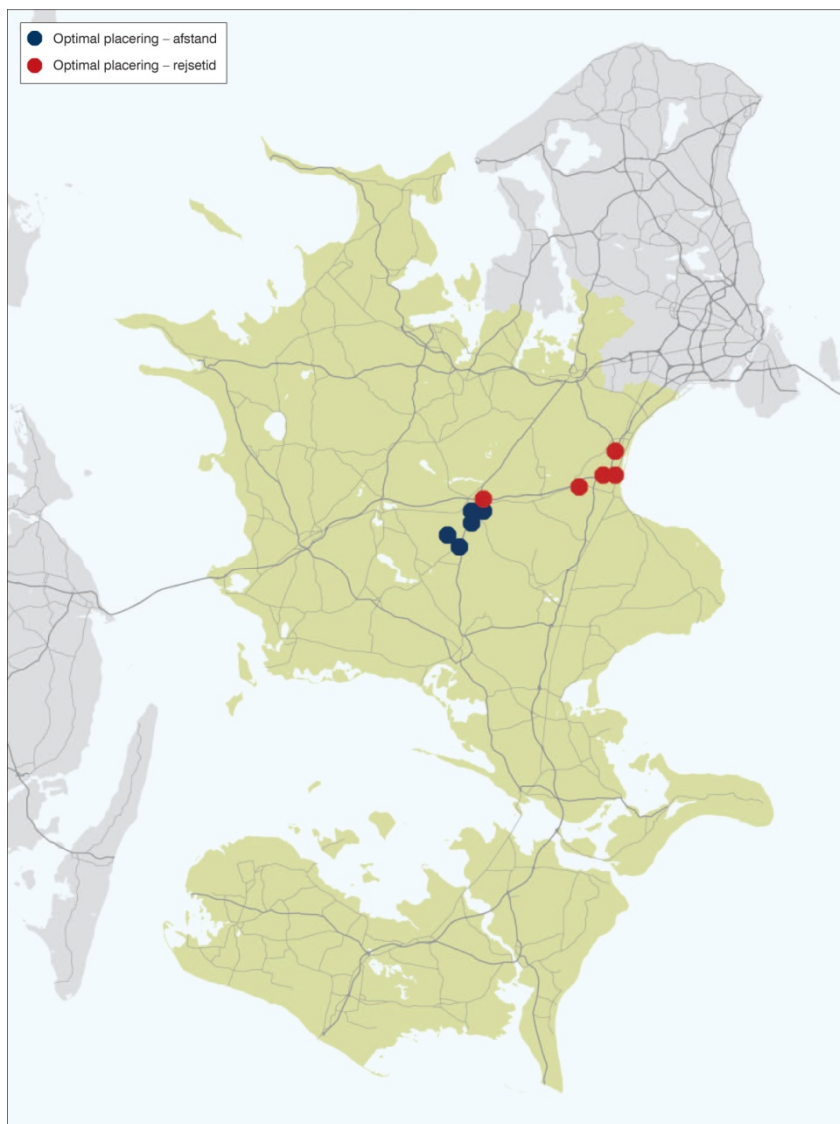 Optimal placering – afstand
Optimal placering – rejsetid